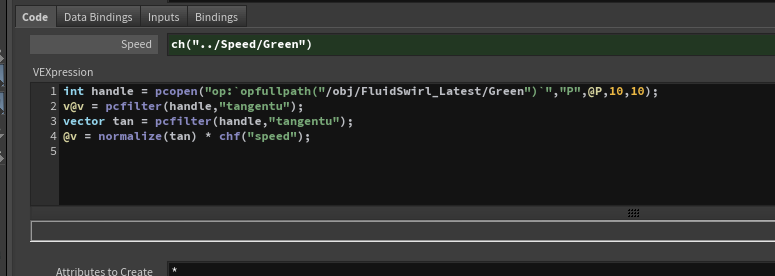 Code Data Bindings Inputs Bindings
Speed ch("../Speed/Green")
VEXpression
1 int handle = pcopen("op:`opfullpath("/obj/FluidSwirl_Latest/Green")`","P",@P,10,10);
2 v@v = pcfilter(handle,"tangentu");
3 vector tan = pcfilter(handle,"tangentu");
4 @v = normalize(tan) * chf("speed");
5
Attributes to Create *